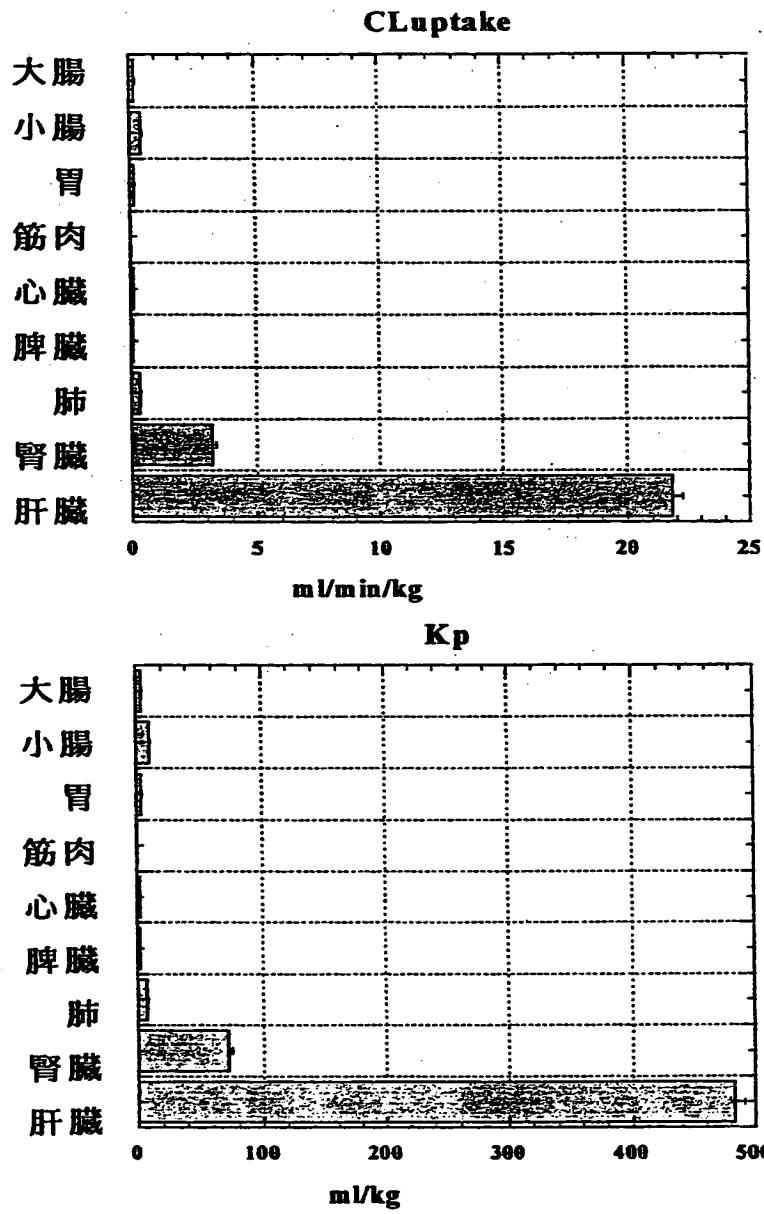 CLuptake
大腸
小腸
胃
筋肉
心臓
脾臓
肺
腎臓
肝臓
0 5 10 15 20 25
ml/min/kg
Kp
大腸
小腸
胃
筋肉
心臓
脾臓
肺
腎臓
肝臓
0 100 200 300 400 500
ml/kg